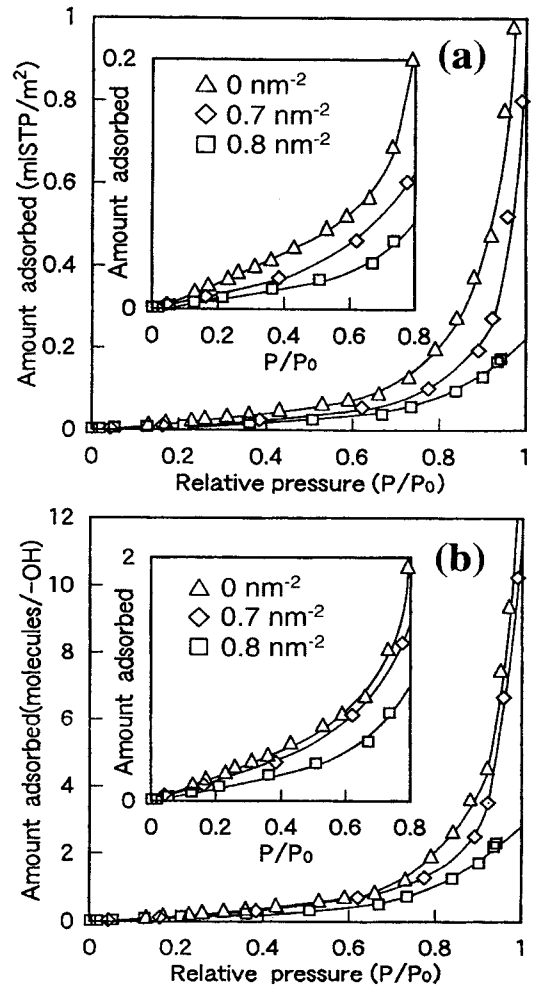 (a)
1
0.8
0.6
0.4
0.2
0
Amount adsorbed (mlSTP/m²)
0 0.2 0.4 0.6 0.8 1
Relative pressure (P/P₀)
0.2
0
Amount adsorbed
△ 0 nm⁻²
◇ 0.7 nm⁻²
□ 0.8 nm⁻²
0 0.2 0.4 0.6 0.8
P/P₀
(b)
12
10
8
6
4
2
0
Amount adsorbed(molecules/-OH)
0 0.2 0.4 0.6 0.8 1
Relative pressure (P/P₀)
2
0
Amount adsorbed
△ 0 nm⁻²
◇ 0.7 nm⁻²
□ 0.8 nm⁻²
0 0.2 0.4 0.6 0.8
P/P₀